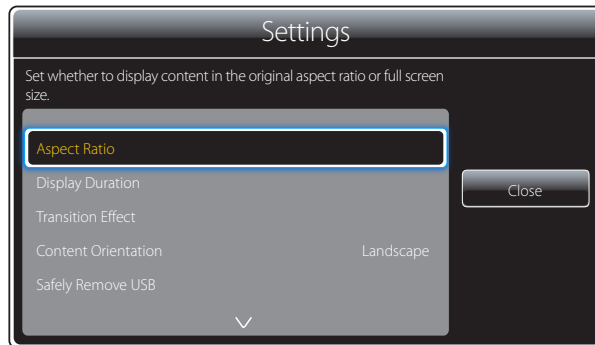 Settings
Set whether to display content in the original aspect ratio or full screen
size.
Aspect Ratio
Display Duration
Transition Effect
Content Orientation Landscape
Safely Remove USB
Close